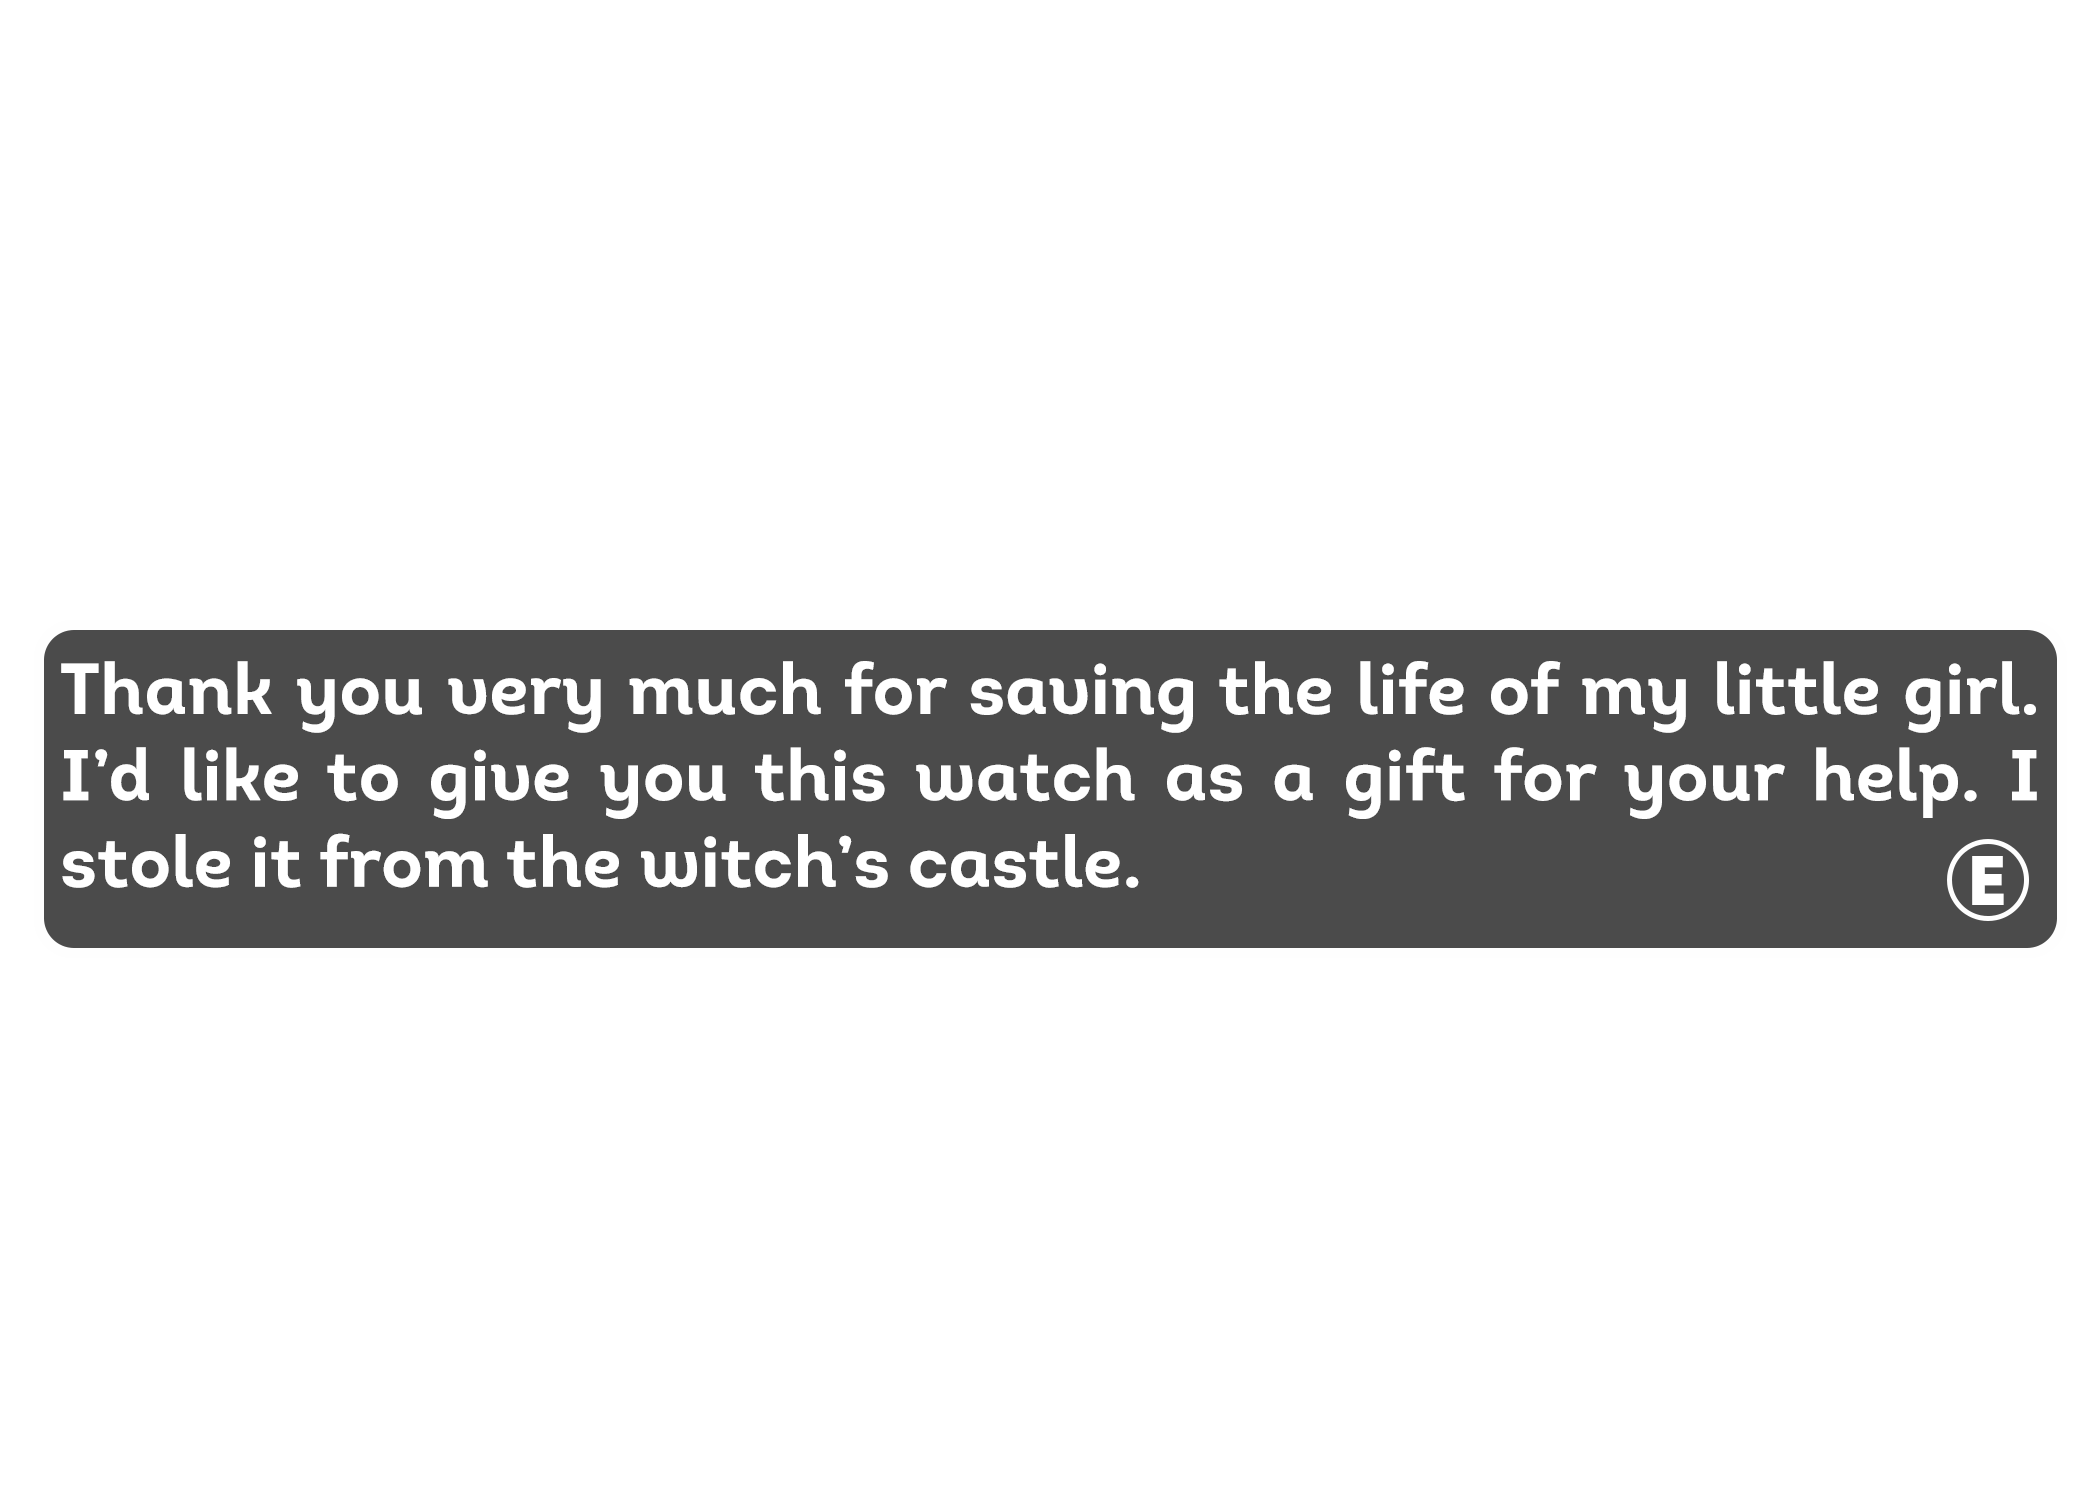 Thank you very much for saving the life of my little girl.
I’d like to give you this watch as a gift for your help. I
stole it from the witch’s castle.
E